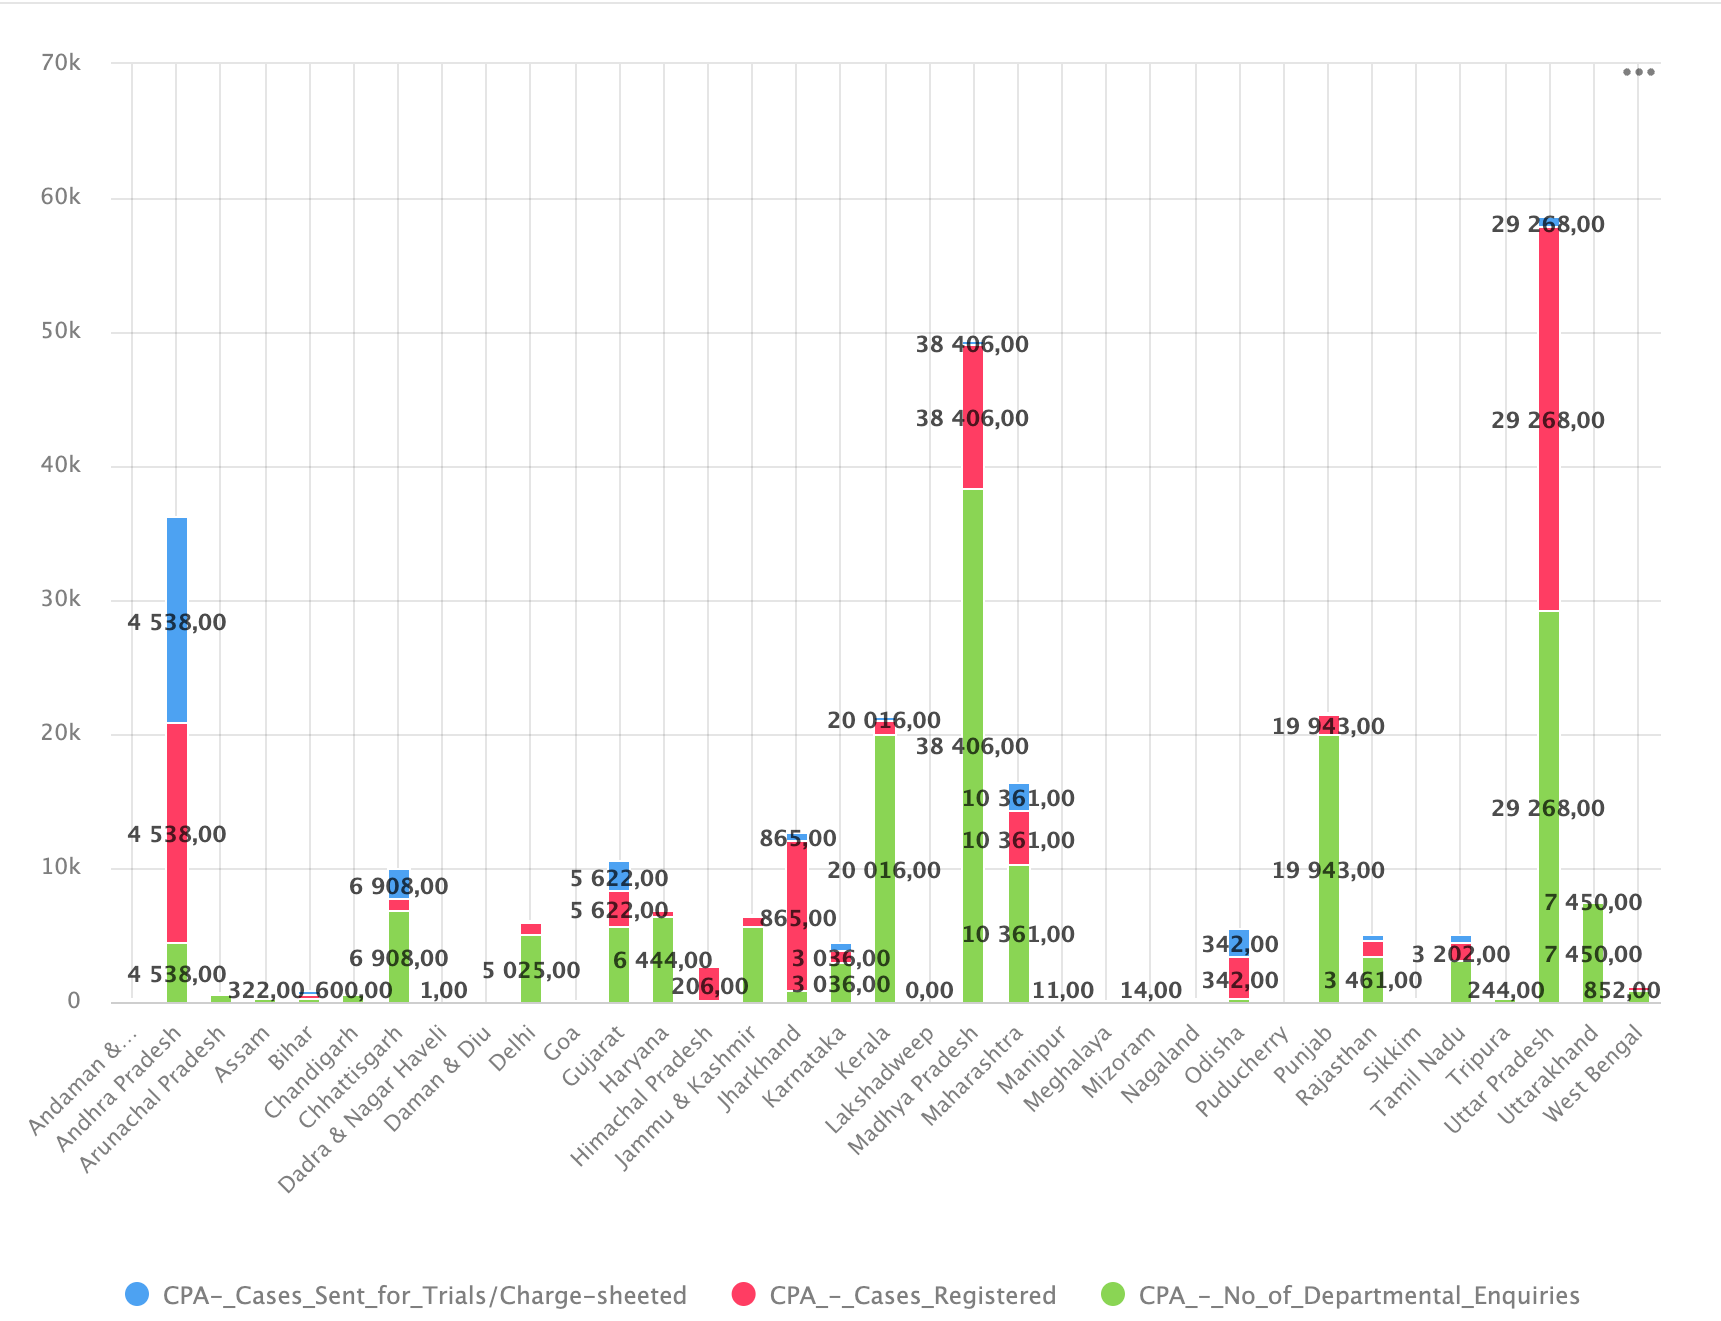 70k
60k
50k
40k
30k
20k
10k
0
29 268,00
38 406,00
38 406,00
29 268,00
4 538,00
20 016,00
19 943,00
38 406,00
10 361,00
29 268,00
4 538,00
865,00
10 361,00
20 016,00
19 943,00
5 622,00
6 908,00
7 450,00
5 622,00
865,00
10 361,00
342,00
3 202,00
7 450,00
6 908,00
6 444,00
3 036,00
5 025,00
4 538,00
342,00
3 461,00
3 036,00
206,00
322,00
600,00
1,00
0,00
11,00
14,00
244,00
852,00
Andaman &...
Andhra Pradesh
Arunachal Pradesh
Assam
Bihar
Chandigarh
Chhattisgarh
Dadra & Nagar Haveli
Daman & Diu
Delhi
Goa
Gujarat
Haryana
Himachal Pradesh
Jammu & Kashmir
Jharkhand
Karnataka
Kerala
Lakshadweep
Madhya Pradesh
Maharashtra
Manipur
Meghalaya
Mizoram
Nagaland
Odisha
Puducherry
Punjab
Rajasthan
Sikkim
Tamil Nadu
Tripura
Uttar Pradesh
Uttarakhand
West Bengal
CPA-_Cases_Sent_for_Trials/Charge-sheeted
CPA_-_Cases_Registered
CPA_-_No_of_Departmental_Enquiries